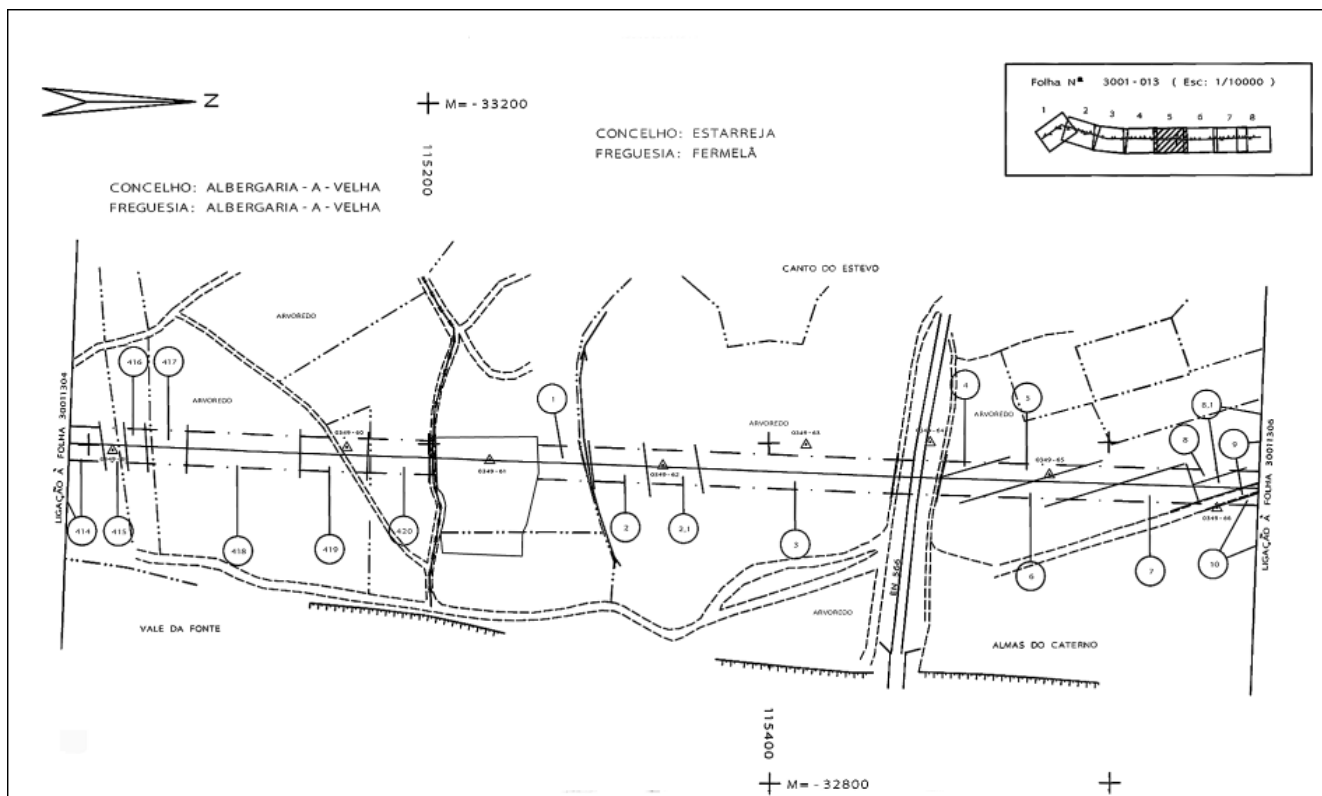 Folha Nº 3001-013 ( Esc: 1/10000 )
1 2 3 4 5 6 7 8
N
M= -33200
115200
CONCELHO: ESTARREJA
FREGUESIA: FERMELÃ
CONCELHO: ALBERGARIA - A - VELHA
FREGUESIA: ALBERGARIA - A - VELHA
CANTO DO ESTEVO
ARVOREDO
LIGAÇÃO À FOLHA 30011304
416
417
ARVOREDO
1
4
5
ARVOREDO
ARVOREDO
8,1
8
9
LIGAÇÃO À FOLHA 30011306
0349-60
0349-61
0349-62
0349-63
0349-64
0349-65
0349-66
414
415
418
419
420
2
2,1
3
6
7
10
EN 566
ARVOREDO
VALE DA FONTE
ALMAS DO CATERNO
115400
M= -32800